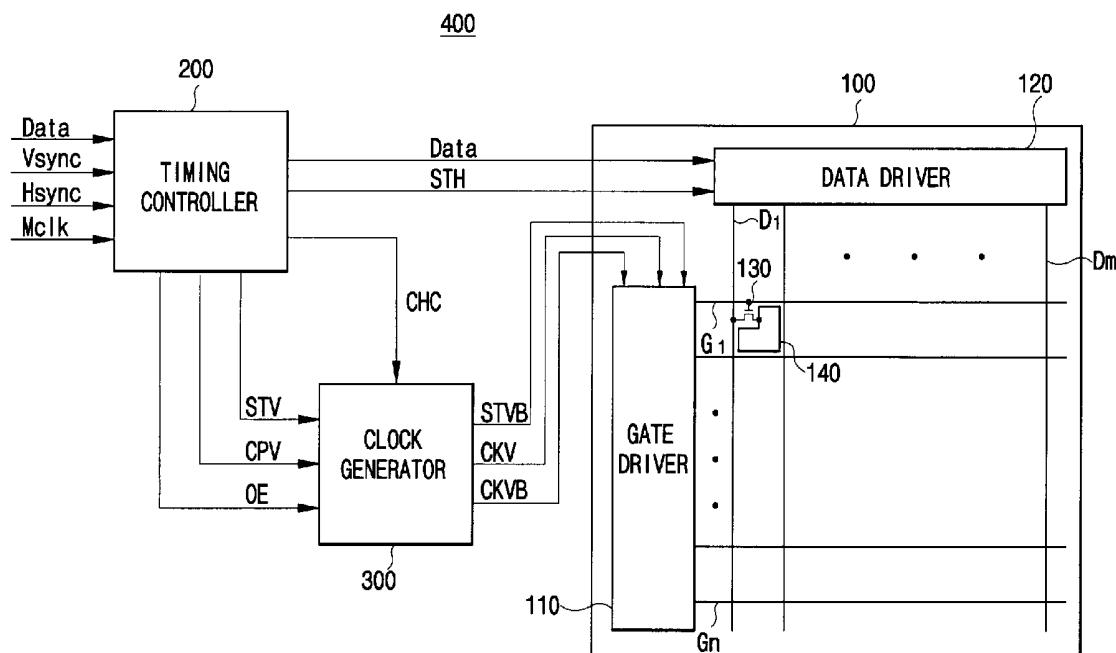 400
200
100
120
Data
Vsync
Hsync
Mclk
TIMING
CONTROLLER
Data
STH
DATA DRIVER
D1
Dm
130
CHC
G1
140
STV
CPV
OE
CLOCK
GENERATOR
STVB
CKV
CKVB
GATE
DRIVER
300
110
Gn